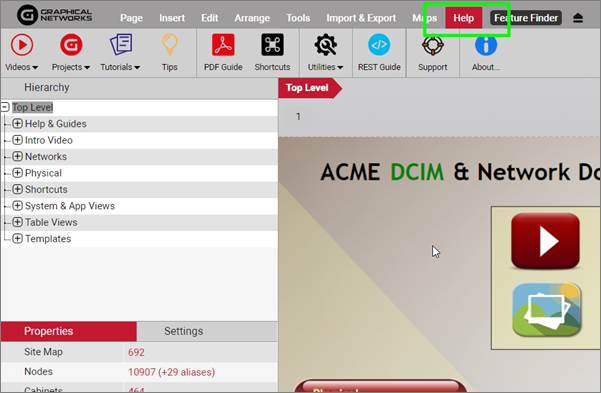 GRAPHICAL NETWORKS
Page Insert Edit Arrange Tools Import & Export Maps Help Feature Finder
Videos Projects Tutorials Tips PDF Guide Shortcuts Utilities REST Guide Support About...
Hierarchy
Top Level
Top Level
Help & Guides
1
Intro Video
Networks
Physical
Shortcuts
System & App Views
Table Views
Templates
ACME DCIM & Network Do
Properties Settings
Site Map 692
Nodes 10907 (+29 aliases)
Cabinets 464
Physical